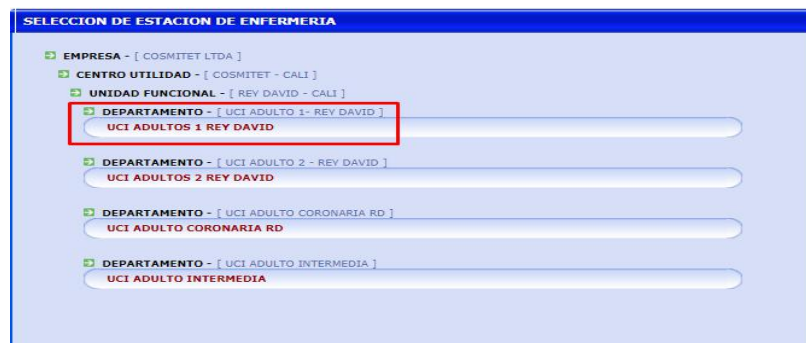 SELECCION DE ESTACION DE ENFERMERIA
EMPRESA - [ COSMITET LTDA ]
CENTRO UTILIDAD - [ COSMITET - CALI ]
UNIDAD FUNCIONAL - [ REY DAVID - CALI ]
DEPARTAMENTO - [ UCI ADULTO 1- REY DAVID ]
UCI ADULTOS 1 REY DAVID
DEPARTAMENTO - [ UCI ADULTO 2 - REY DAVID ]
UCI ADULTOS 2 REY DAVID
DEPARTAMENTO - [ UCI ADULTO CORONARIA RD ]
UCI ADULTO CORONARIA RD
DEPARTAMENTO - [ UCI ADULTO INTERMEDIA ]
UCI ADULTO INTERMEDIA